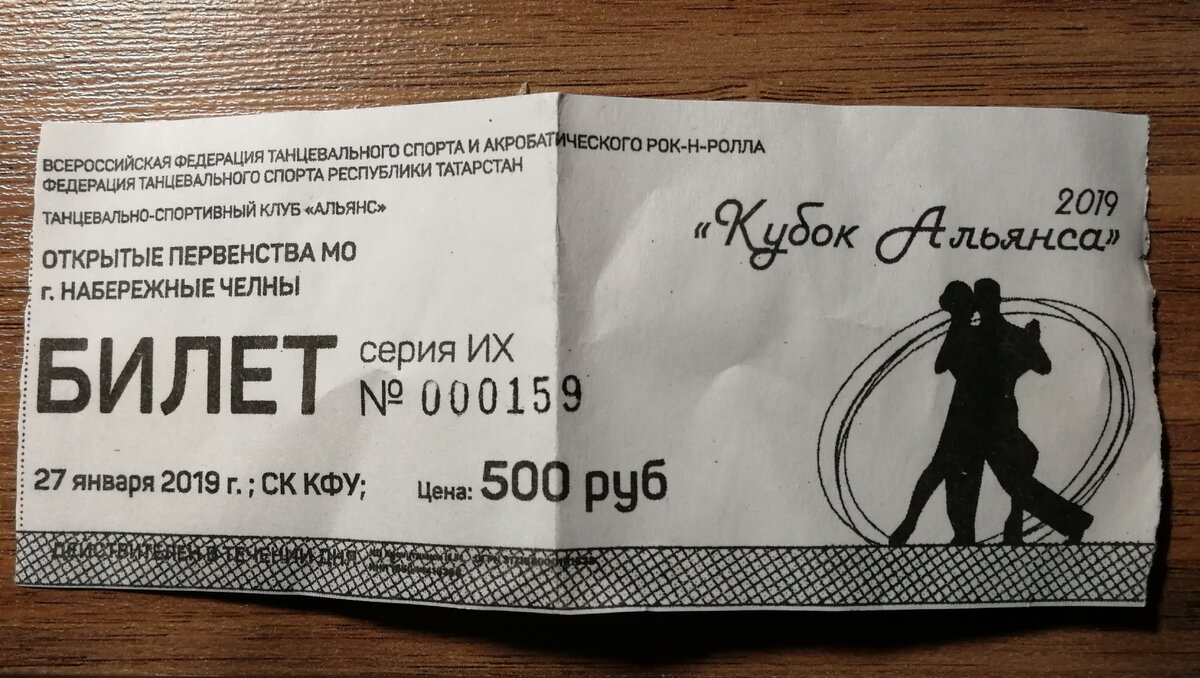 ВСЕРОССИЙСКАЯ ФЕДЕРАЦИЯ ТАНЦЕВАЛЬНОГО СПОРТА И АКРОБАТИЧЕСКОГО РОК-Н-РОЛЛА
ФЕДЕРАЦИЯ ТАНЦЕВАЛЬНОГО СПОРТА РЕСПУБЛИКИ ТАТАРСТАН
ТАНЦЕВАЛЬНО-СПОРТИВНЫЙ КЛУБ «АЛЬЯНС»
ОТКРЫТЫЕ ПЕРВЕНСТВА МО
г. НАБЕРЕЖНЫЕ ЧЕЛНЫ
2019
«Кубок Альянса»
БИЛЕТ серия ИХ
№ 000159
27 января 2019 г. ; СК КФУ; Цена: 500 руб
ДЕЙСТВИТЕЛЕН В ТЕЧЕНИИ ДНЯ